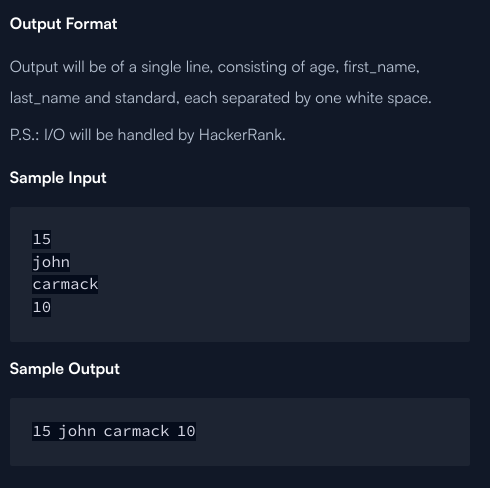 Output Format
Output will be of a single line, consisting of age, first_name,
last_name and standard, each separated by one white space.
P.S.: I/O will be handled by HackerRank.
Sample Input
15
john
carmack
10
Sample Output
15 john carmack 10